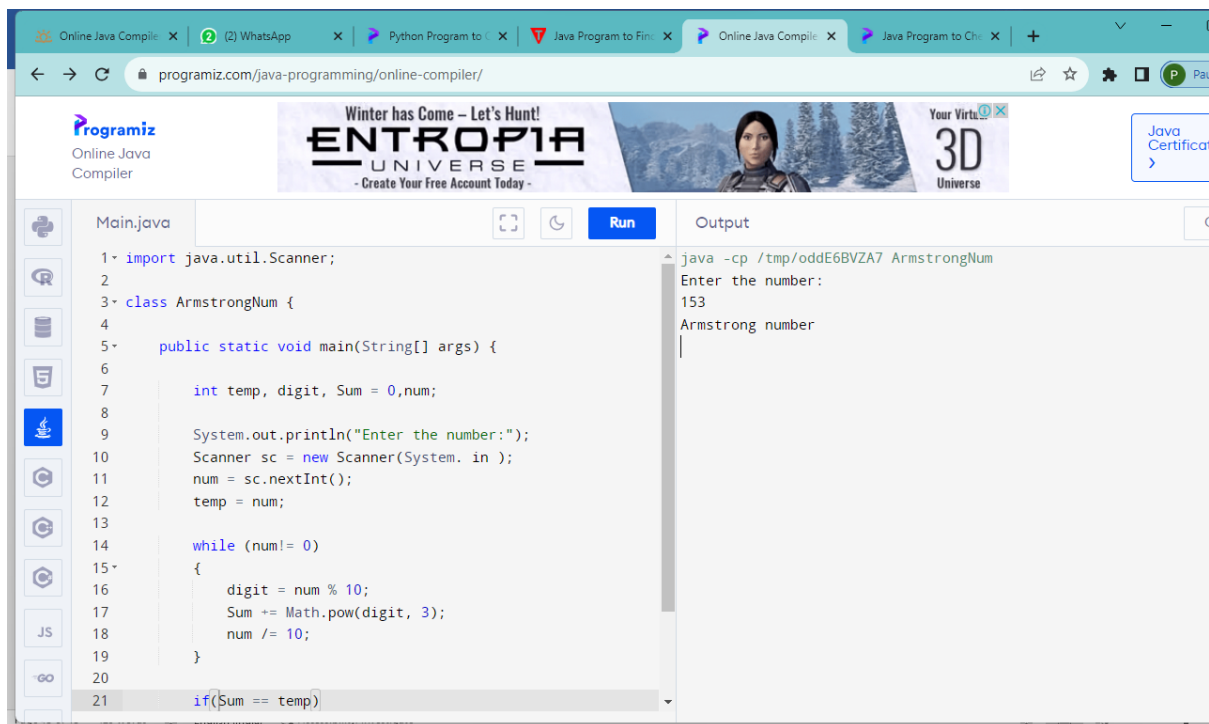 Online Java Compile
(2) WhatsApp
Python Program to C
Java Program to Fin
Online Java Compile
Java Program to Che
programiz.com/java-programming/online-compiler/
P
Pau
Programiz
Online Java
Compiler
Winter has Come – Let's Hunt!
ENTROPIA
UNIVERSE
- Create Your Free Account Today -
Your Virtu
3D
Universe
Java
Certificat
>
Main.java
Run
Output
1 import java.util.Scanner;
2
3 class ArmstrongNum {
4
5 public static void main(String[] args) {
6
7 int temp, digit, Sum = 0,num;
8
9 System.out.println("Enter the number:");
10 Scanner sc = new Scanner(System. in );
11 num = sc.nextInt();
12 temp = num;
13
14 while (num!= 0)
15 {
16 digit = num % 10;
17 Sum += Math.pow(digit, 3);
18 num /= 10;
19 }
20
21 if(Sum == temp)
java -cp /tmp/oddE6BVZA7 ArmstrongNum
Enter the number:
153
Armstrong number
JS
GO